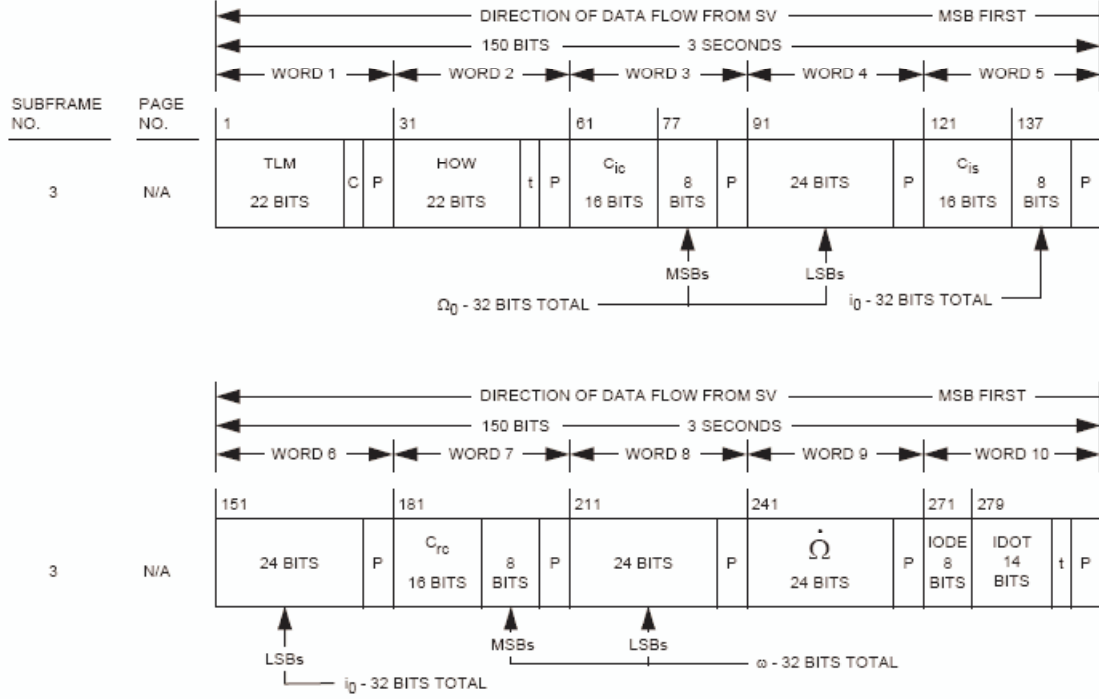 DIRECTION OF DATA FLOW FROM SV MSB FIRST
150 BITS 3 SECONDS
WORD 1 WORD 2 WORD 3 WORD 4 WORD 5
SUBFRAME NO. PAGE NO.
1 31 61 77 91 121 137
3 N/A
TLM 22 BITS C P
HOW 22 BITS t P
Cic 16 BITS 8 BITS P
24 BITS P
Cis 16 BITS 8 BITS P
MSBs LSBs
Ω0 - 32 BITS TOTAL i0 - 32 BITS TOTAL
DIRECTION OF DATA FLOW FROM SV MSB FIRST
150 BITS 3 SECONDS
WORD 6 WORD 7 WORD 8 WORD 9 WORD 10
151 181 211 241 271 279
3 N/A
24 BITS P
Crc 16 BITS 8 BITS P
24 BITS P
Ω̇ 24 BITS P
IODE 8 BITS IDOT 14 BITS t P
LSBs MSBs LSBs
i0 - 32 BITS TOTAL ω - 32 BITS TOTAL